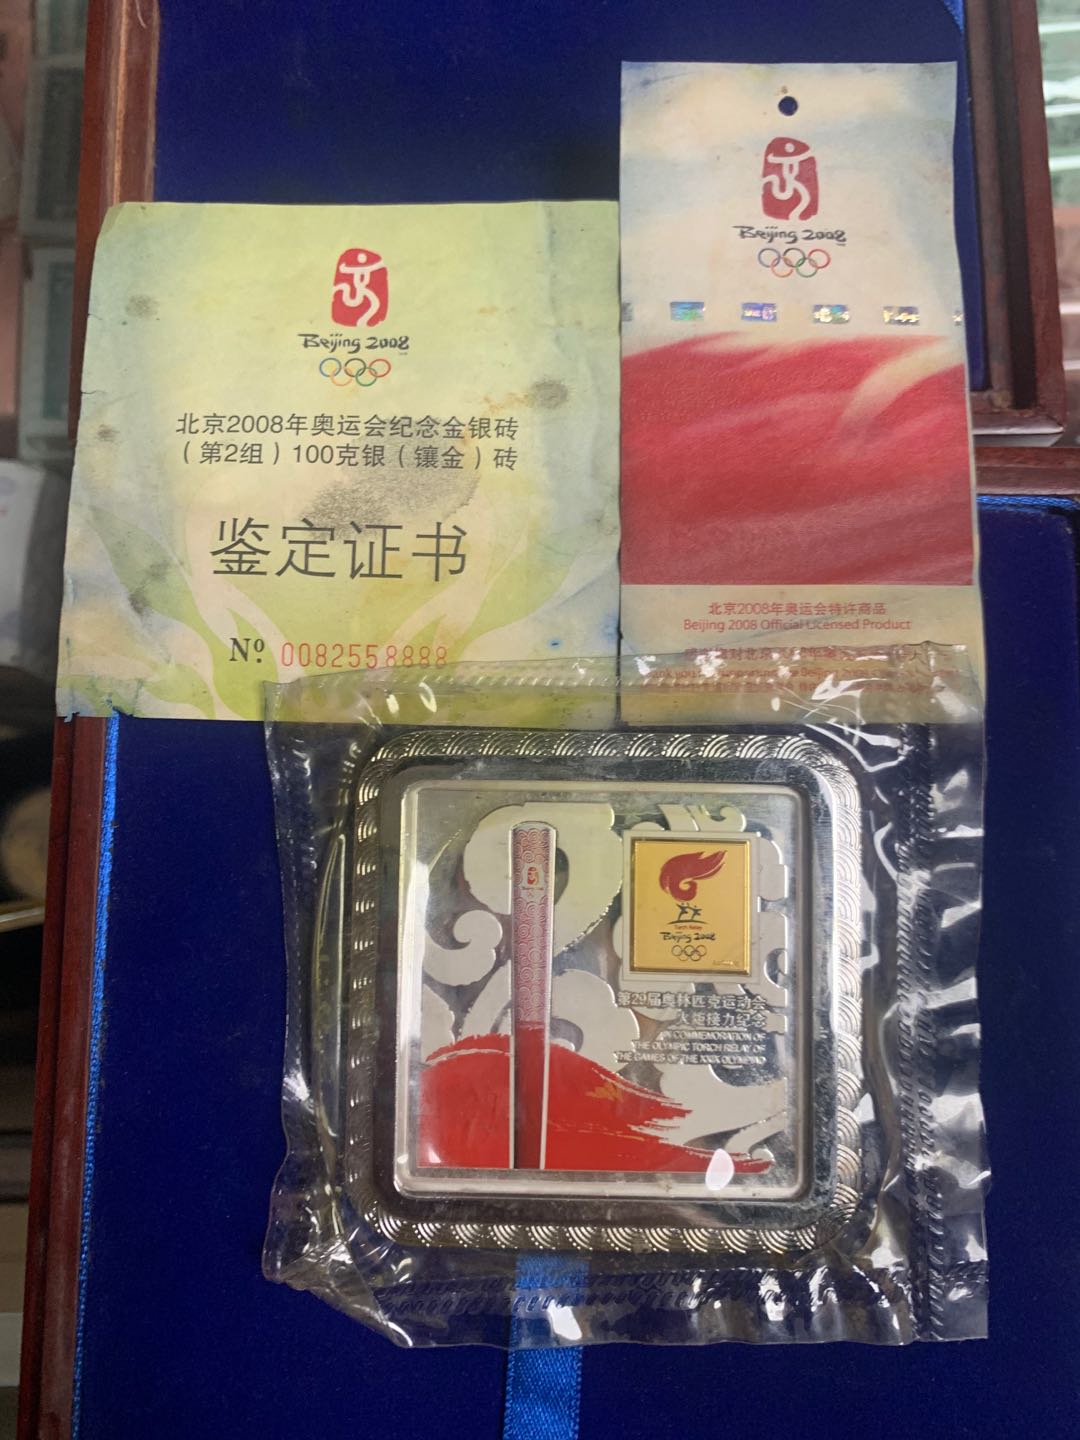 Beijing 2008
北京2008年奥运会纪念金银砖
（第2组）100克银（镶金）砖
鉴定证书
Nº. 0082558888
Beijing 2008
北京2008年奥运会特许商品
Beijing 2008 Official Licensed Product
Beijing 2008
Torch Relay
Beijing 2008
第29届奥林匹克运动会
火炬接力纪念
IN COMMEMORATION OF
THE OLYMPIC TORCH RELAY OF
THE GAMES OF THE XXIX OLYMPIAD